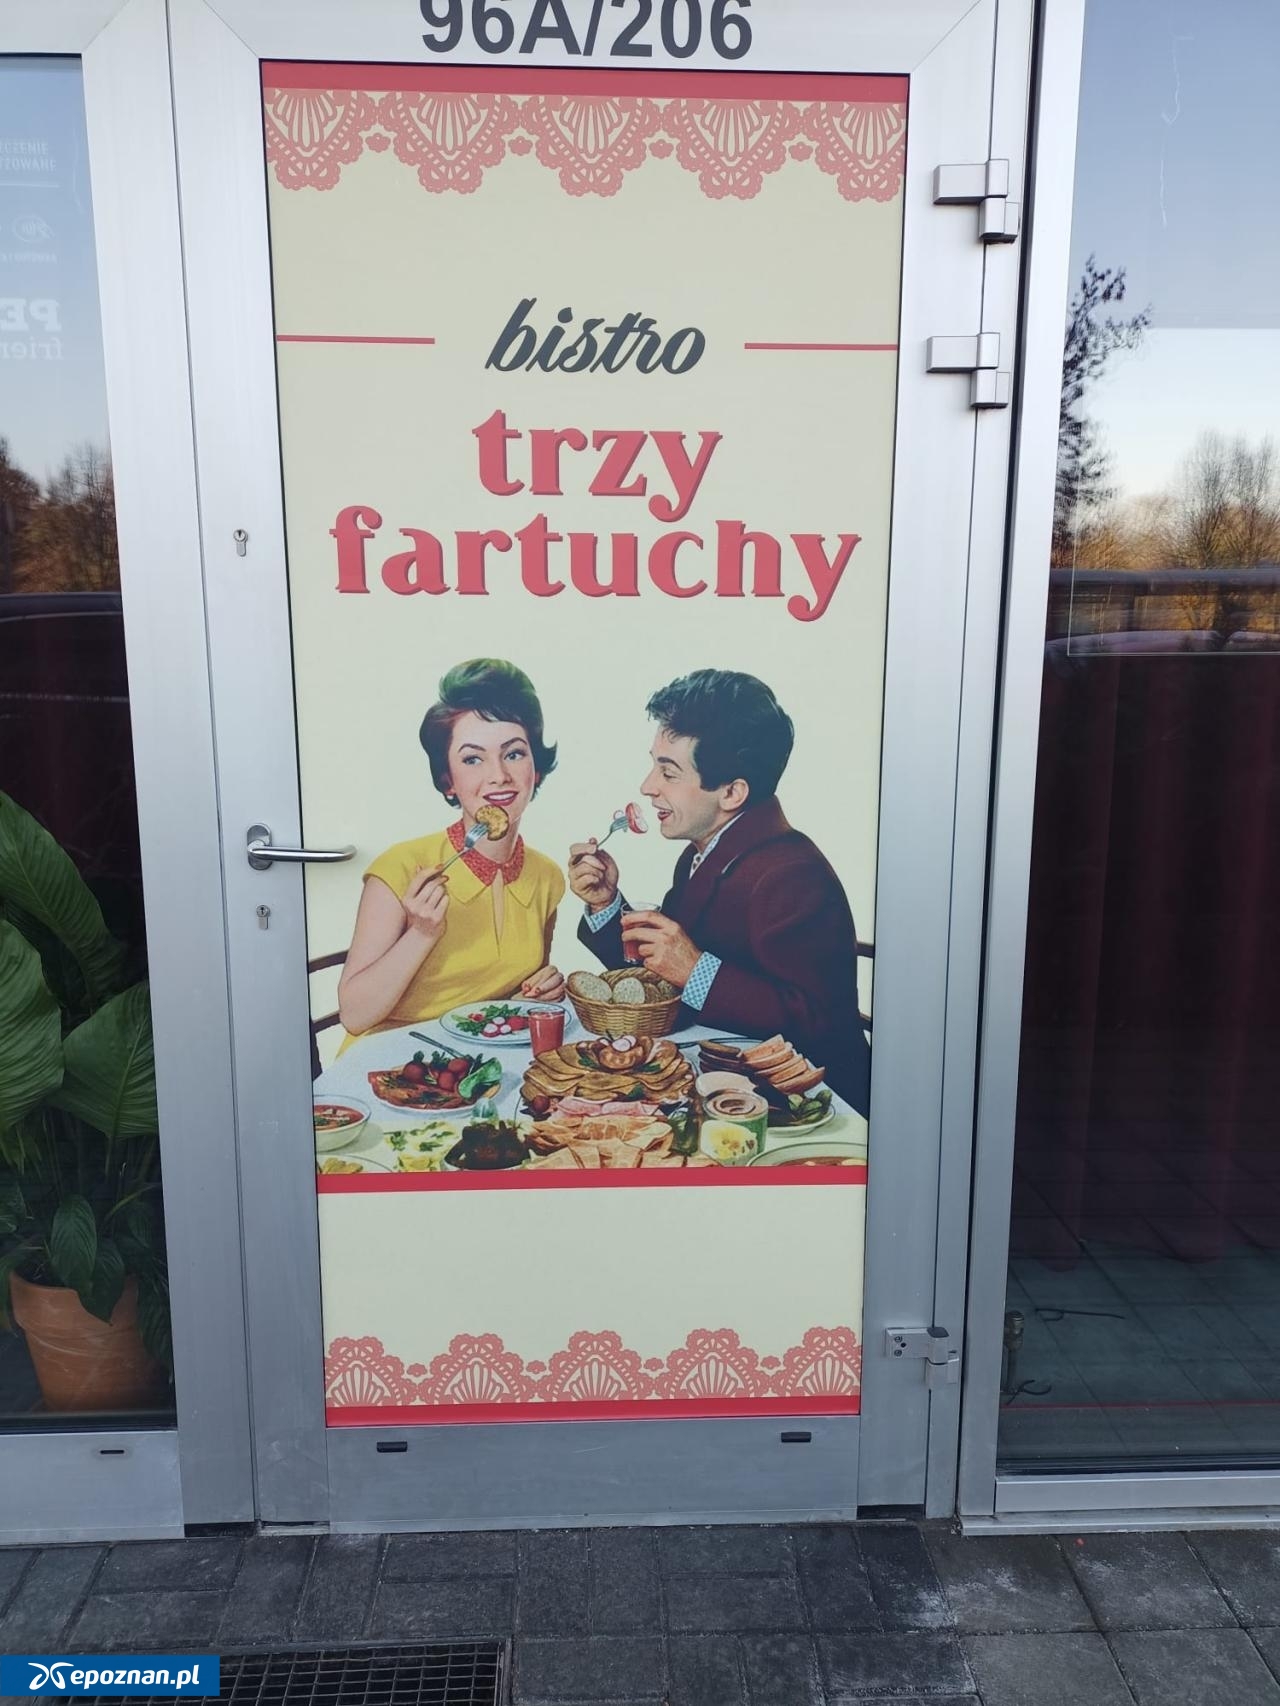 96A/206
bistro
trzy
fartuchy
epoznan.pl